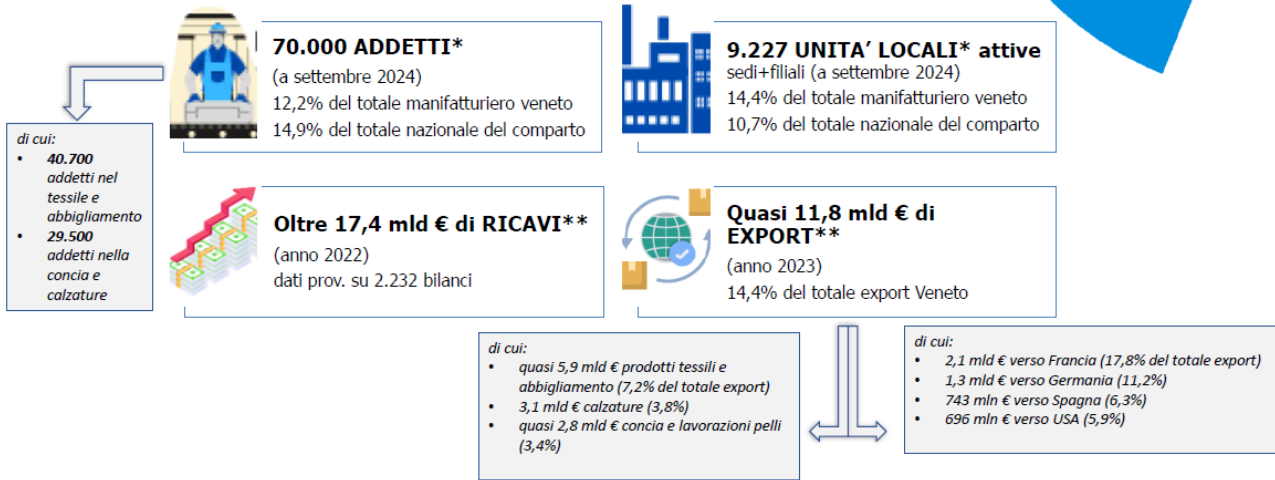 70.000 ADDETTI*
(a settembre 2024)
12,2% del totale manifatturiero veneto
14,9% del totale nazionale del comparto
9.227 UNITA’ LOCALI* attive
sedi+filiali (a settembre 2024)
14,4% del totale manifatturiero veneto
10,7% del totale nazionale del comparto
di cui:
• 40.700
addetti nel
tessile e
abbigliamento
• 29.500
addetti nella
concia e
calzature
Oltre 17,4 mld € di RICAVI**
(anno 2022)
dati prov. su 2.232 bilanci
Quasi 11,8 mld € di
EXPORT**
(anno 2023)
14,4% del totale export Veneto
di cui:
• quasi 5,9 mld € prodotti tessili e
abbigliamento (7,2% del totale export)
• 3,1 mld € calzature (3,8%)
• quasi 2,8 mld € concia e lavorazioni pelli
(3,4%)
di cui:
• 2,1 mld € verso Francia (17,8% del totale export)
• 1,3 mld € verso Germania (11,2%)
• 743 mln € verso Spagna (6,3%)
• 696 mln € verso USA (5,9%)